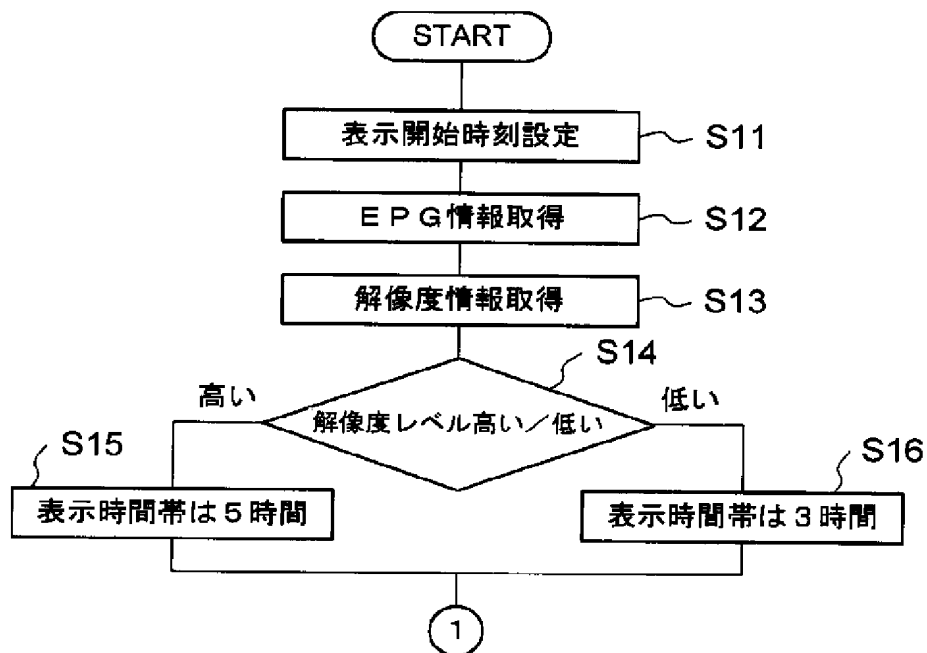 START
表示開始時刻設定
S11
ＥＰＧ情報取得
S12
解像度情報取得
S13
S14
高い
解像度レベル高い／低い
低い
S15
S16
表示時間帯は５時間
表示時間帯は３時間
1